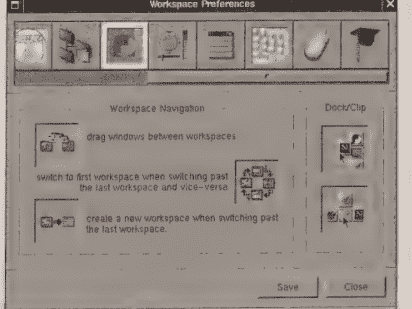 Workspace Preferences
Workspace Navigation
Dock/Clip
drag windows between workspaces
switch to first workspace when switching past
the last workspace and vice-versa
create a new workspace when switching past
the last workspace.
Save
Close